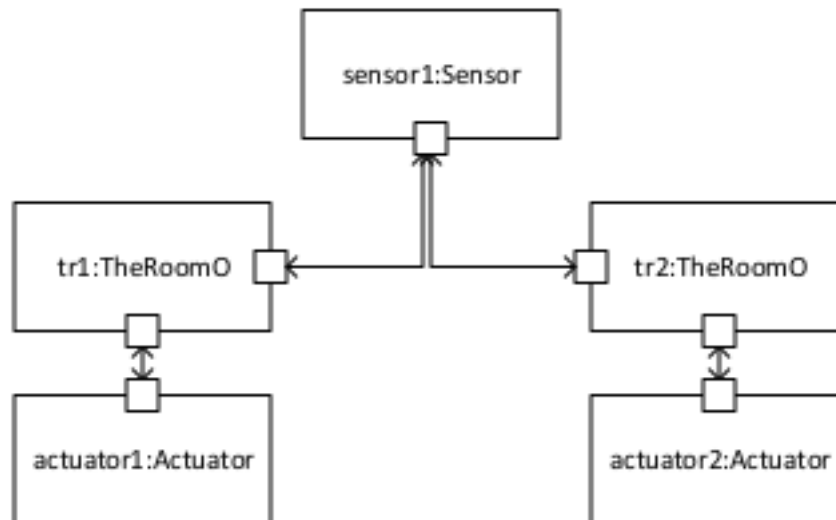 sensor1:Sensor
tr1:TheRoomO
tr2:TheRoomO
actuator1:Actuator
actuator2:Actuator